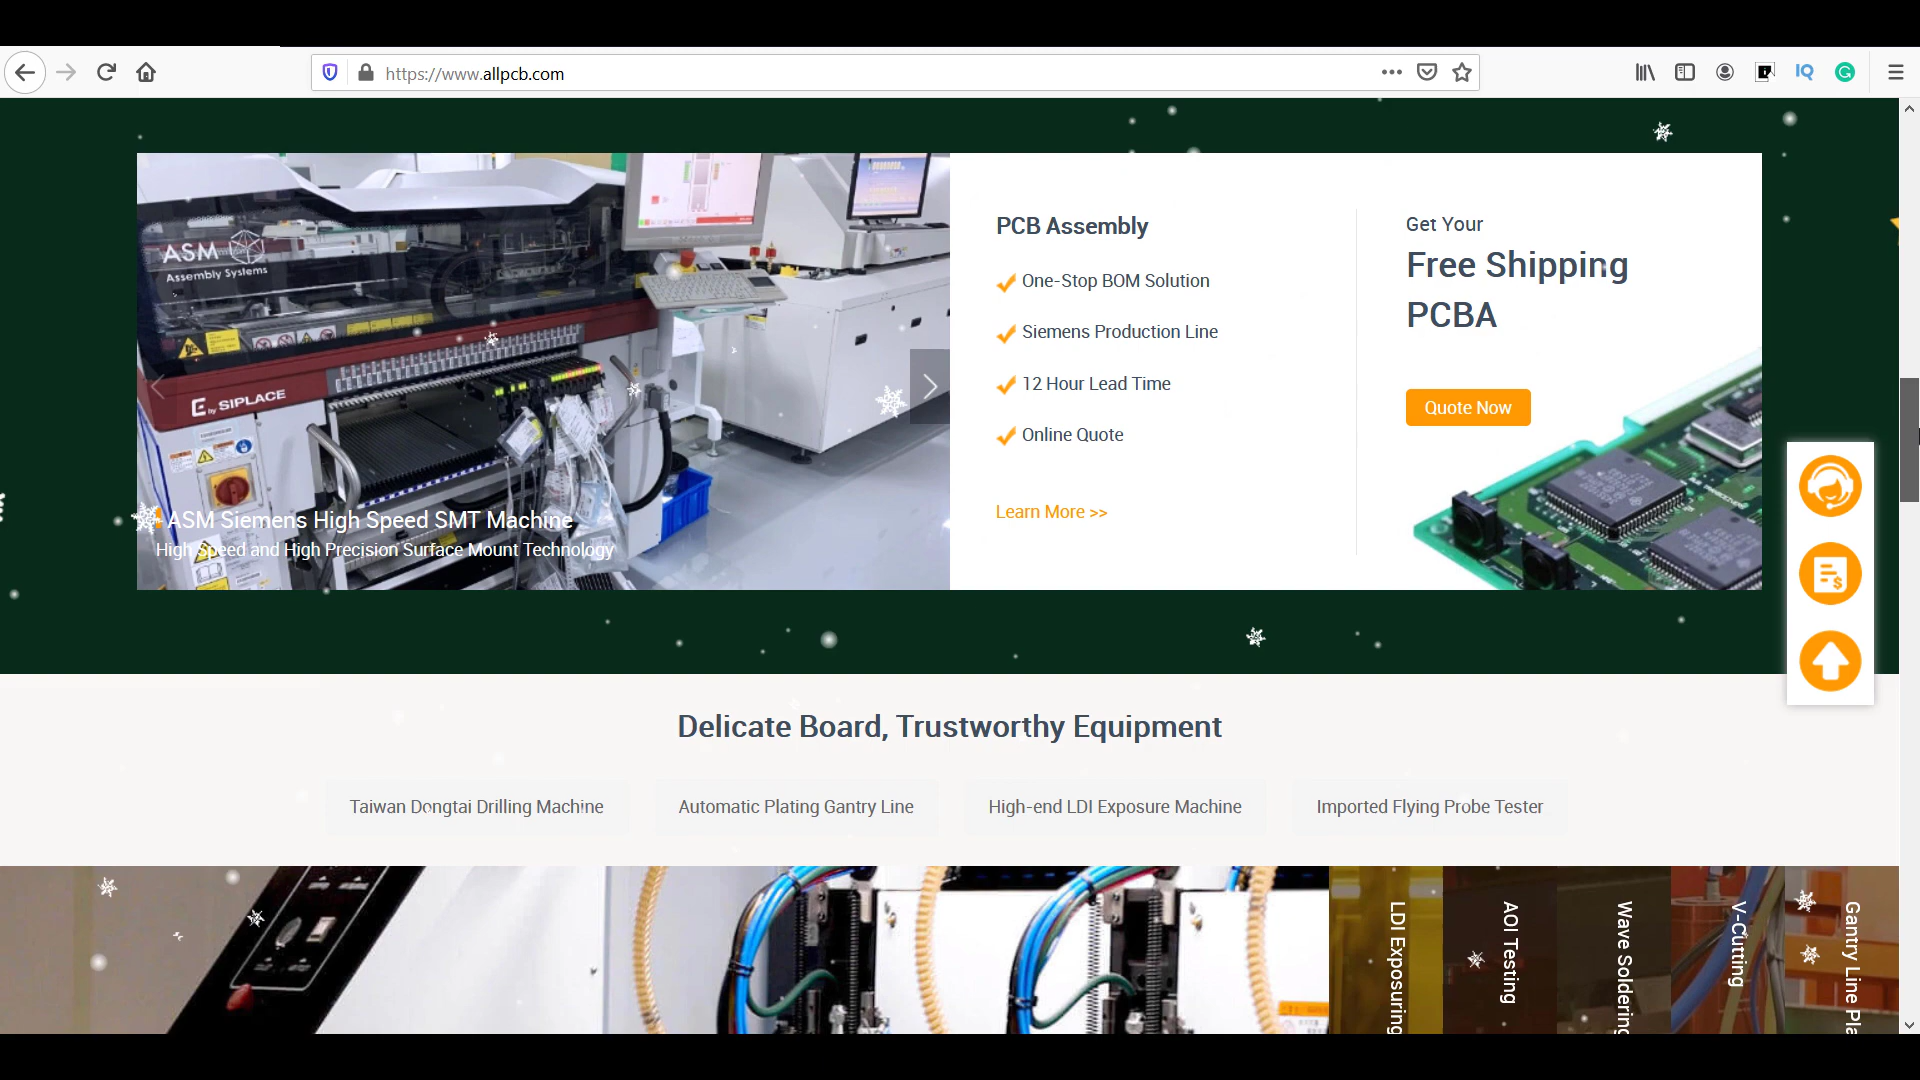 https://www.allpcb.com
IQ
ASM
Assembly Systems
E by SIPLACE
ASM Siemens High Speed SMT Machine
High Speed and High Precision Surface Mount Technology
PCB Assembly
One-Stop BOM Solution
Siemens Production Line
12 Hour Lead Time
Online Quote
Learn More >>
Get Your
Free Shipping
PCBA
Quote Now
Delicate Board, Trustworthy Equipment
Taiwan Dongtai Drilling Machine
Automatic Plating Gantry Line
High-end LDI Exposure Machine
Imported Flying Probe Tester
LDI Exposuring
AOI Testing
Wave Soldering
V-Cutting
Gantry Line Pla